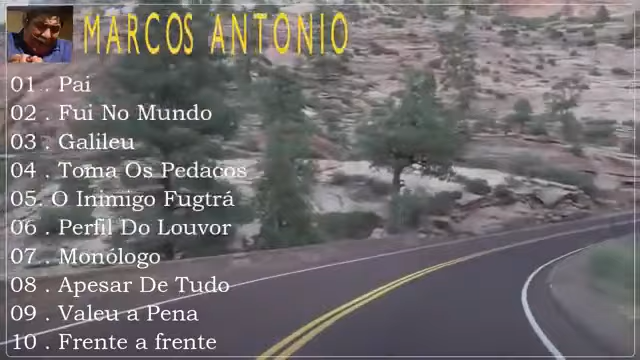 MARCOS ANTONIO
01 . Pai
02 . Fui No Mundo
03 . Galileu
04 . Toma Os Pedacos
05. O Inimigo Fugtrá
06 . Perfil Do Louvor
07 . Monólogo
08 . Apesar De Tudo
09 . Valeu a Pena
10 . Frente a frente